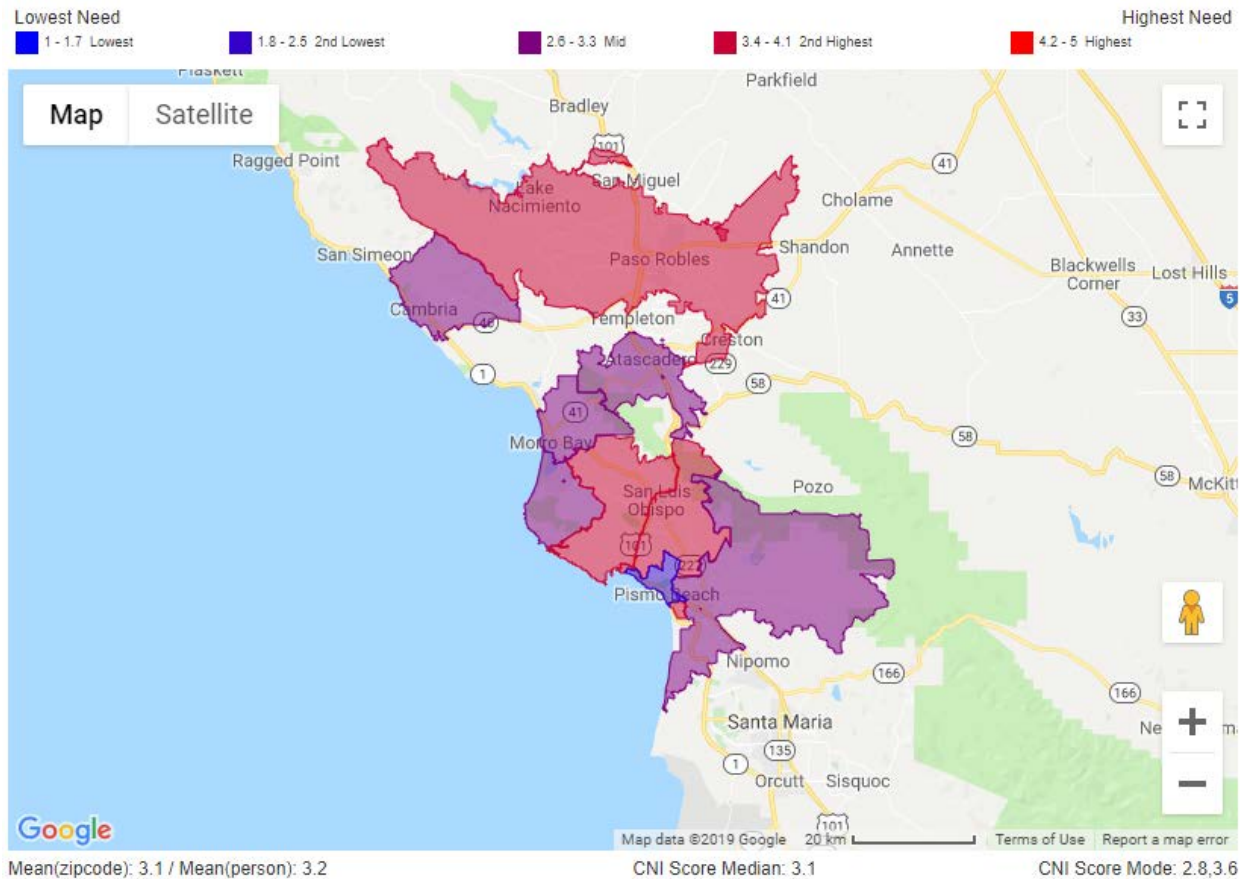 Lowest Need Highest Need
1 - 1.7 Lowest 1.8 - 2.5 2nd Lowest 2.6 - 3.3 Mid 3.4 - 4.1 2nd Highest 4.2 - 5 Highest
Plaskett
Parkfield
Map Satellite
Bradley
101
Ragged Point
41
San Miguel
Lake
Nacimiento
Cholame
San Simeon
Paso Robles
Shandon
Annette
Blackwells
Corner
Lost Hills
5
41
Cambria
46
Templeton
33
Creston
Atascadero
229
1
58
41
Morro Bay
58
58
San Luis
Obispo
Pozo
101
227
Pismo Beach
Nipomo
166
166
Santa Maria
135
1
Orcutt Sisquoc
101
Google
Map data ©2019 Google 20 km Terms of Use Report a map error
Mean(zipcode): 3.1 / Mean(person): 3.2 CNI Score Median: 3.1 CNI Score Mode: 2.8,3.6